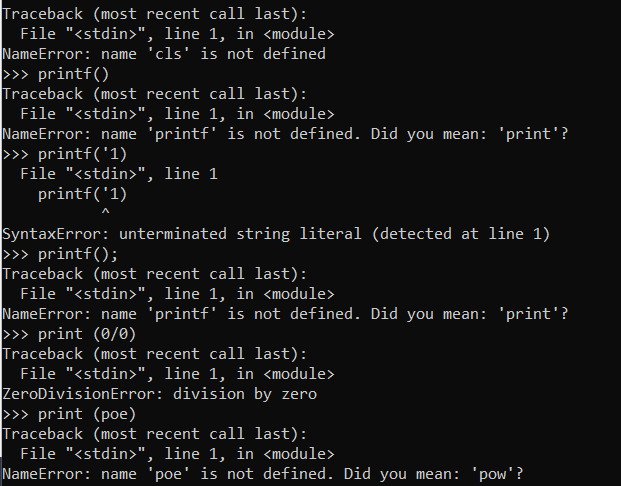 Traceback (most recent call last):
  File "<stdin>", line 1, in <module>
NameError: name 'cls' is not defined
>>> printf()
Traceback (most recent call last):
  File "<stdin>", line 1, in <module>
NameError: name 'printf' is not defined. Did you mean: 'print'?
>>> printf('1)
  File "<stdin>", line 1
    printf('1)
           ^
SyntaxError: unterminated string literal (detected at line 1)
>>> printf();
Traceback (most recent call last):
  File "<stdin>", line 1, in <module>
NameError: name 'printf' is not defined. Did you mean: 'print'?
>>> print (0/0)
Traceback (most recent call last):
  File "<stdin>", line 1, in <module>
ZeroDivisionError: division by zero
>>> print (poe)
Traceback (most recent call last):
  File "<stdin>", line 1, in <module>
NameError: name 'poe' is not defined. Did you mean: 'pow'?